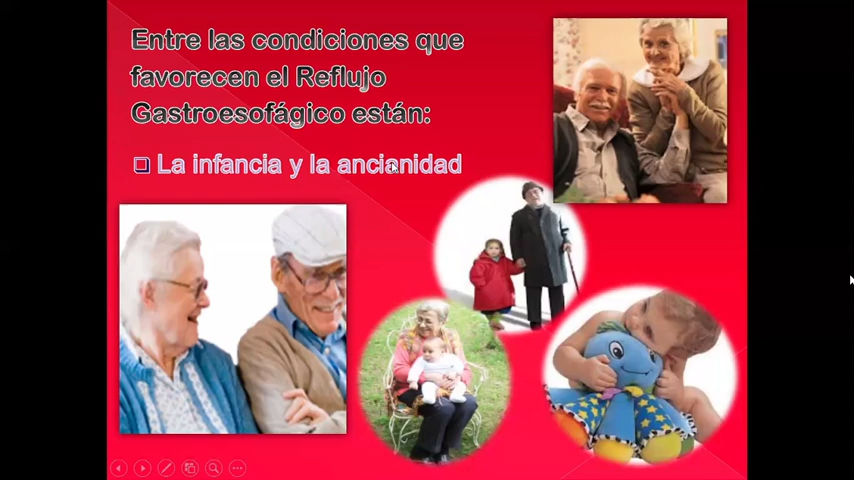 Entre las condiciones que
favorecen el Reflujo
Gastroesofágico están:
La infancia y la ancianidad